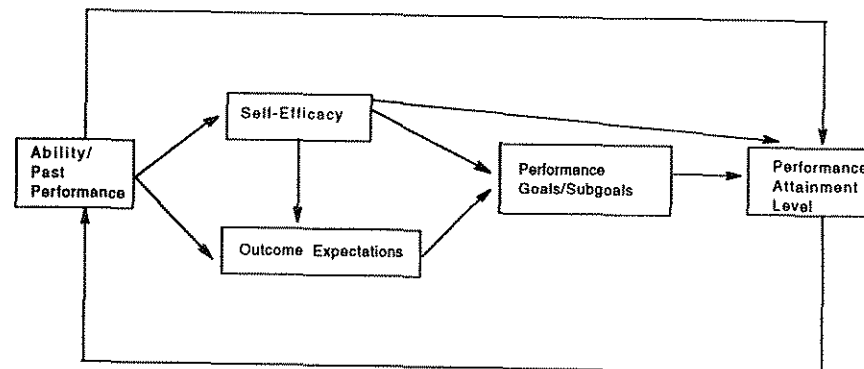 Self-Efficacy
Ability/
Past
Performance
Performance
Goals/Subgoals
Performance
Attainment
Level
Outcome Expectations